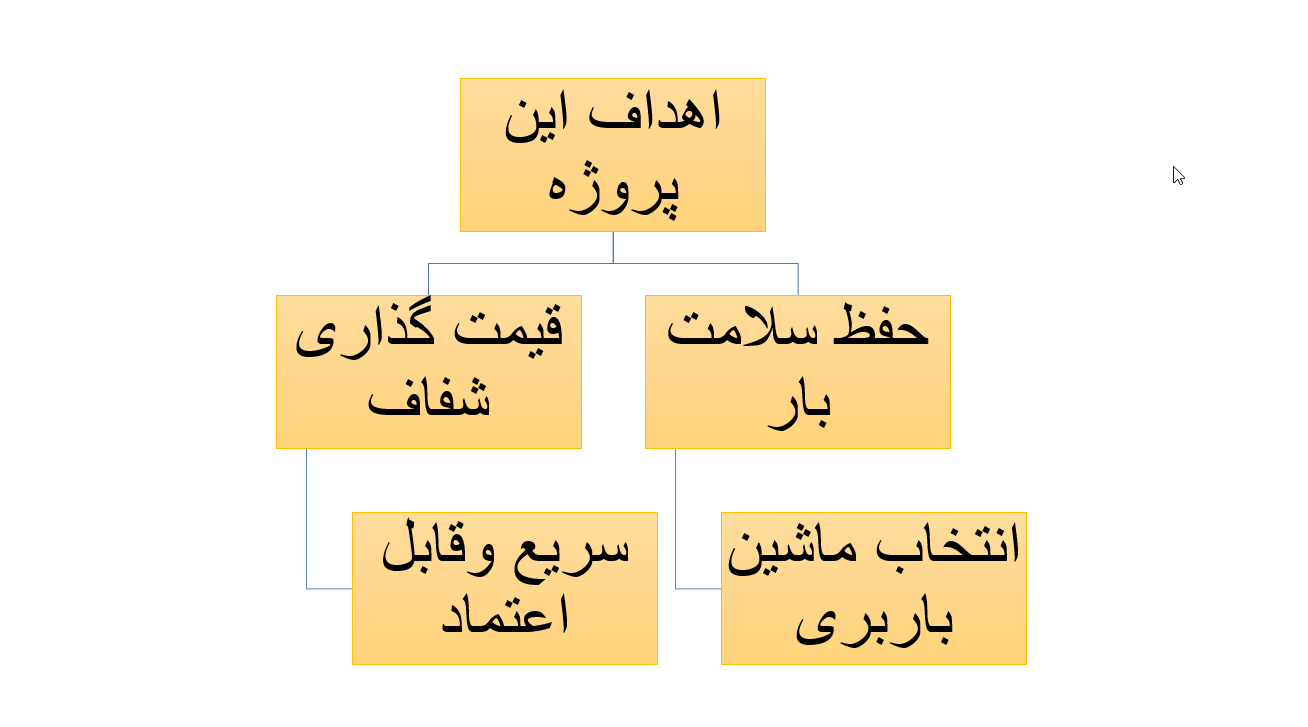 اهداف این
پروژه
حفظ سلامت
بار
قیمت گذاری
شفاف
انتخاب ماشین
باربری
سریع وقابل
اعتماد